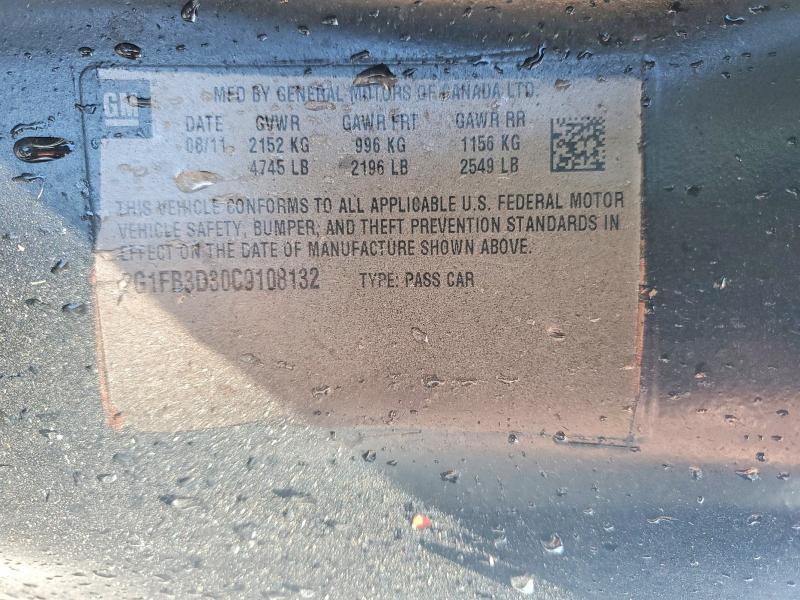 GM
MFD BY GENERAL MOTORS OF CANADA LTD.
DATE GVWR GAWR FRT GAWR RR
08/11 2152 KG 996 KG 1156 KG
4745 LB 2196 LB 2549 LB
THIS VEHICLE CONFORMS TO ALL APPLICABLE U.S. FEDERAL MOTOR
VEHICLE SAFETY, BUMPER, AND THEFT PREVENTION STANDARDS IN
EFFECT ON THE DATE OF MANUFACTURE SHOWN ABOVE.
2G1FB3D30C9108132 TYPE: PASS CAR